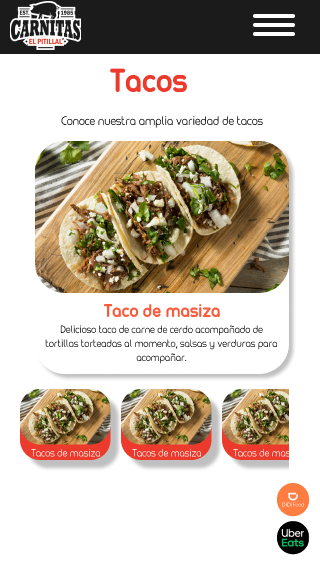 EST. 1985
CARNITAS
EL PITILLAL
Tacos
Conoce nuestra amplia variedad de tacos
Taco de masiza
Delicioso taco de carne de cerdo acompañado de
tortillas torteadas al momento, salsas y verduras para
acompañar.
Tacos de masiza
Tacos de masiza
Tacos de mas
DiDi Food
Uber
Eats